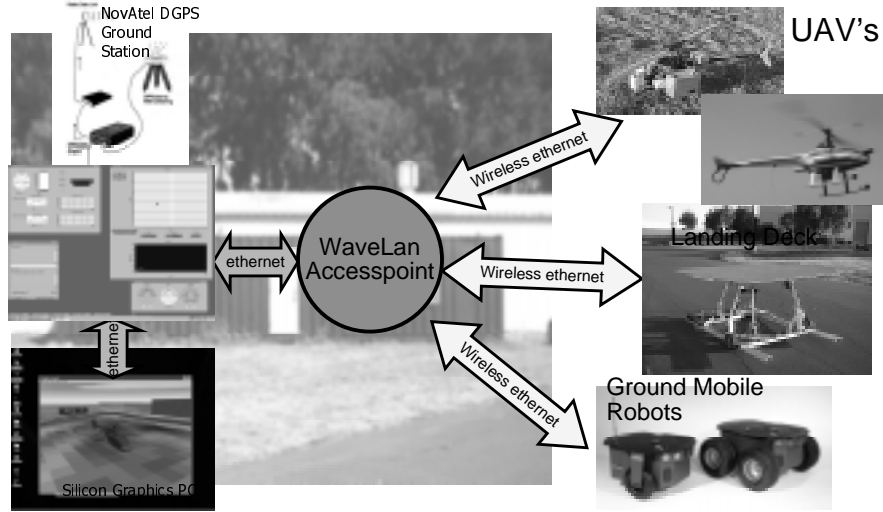 NovAtel DGPS
Ground
Station
UAV's
Wireless ethernet
WaveLan
Accesspoint
ethernet
Wireless ethernet
Landing Deck
etherne
Wireless ethernet
Ground Mobile
Robots
Silicon Graphics PC